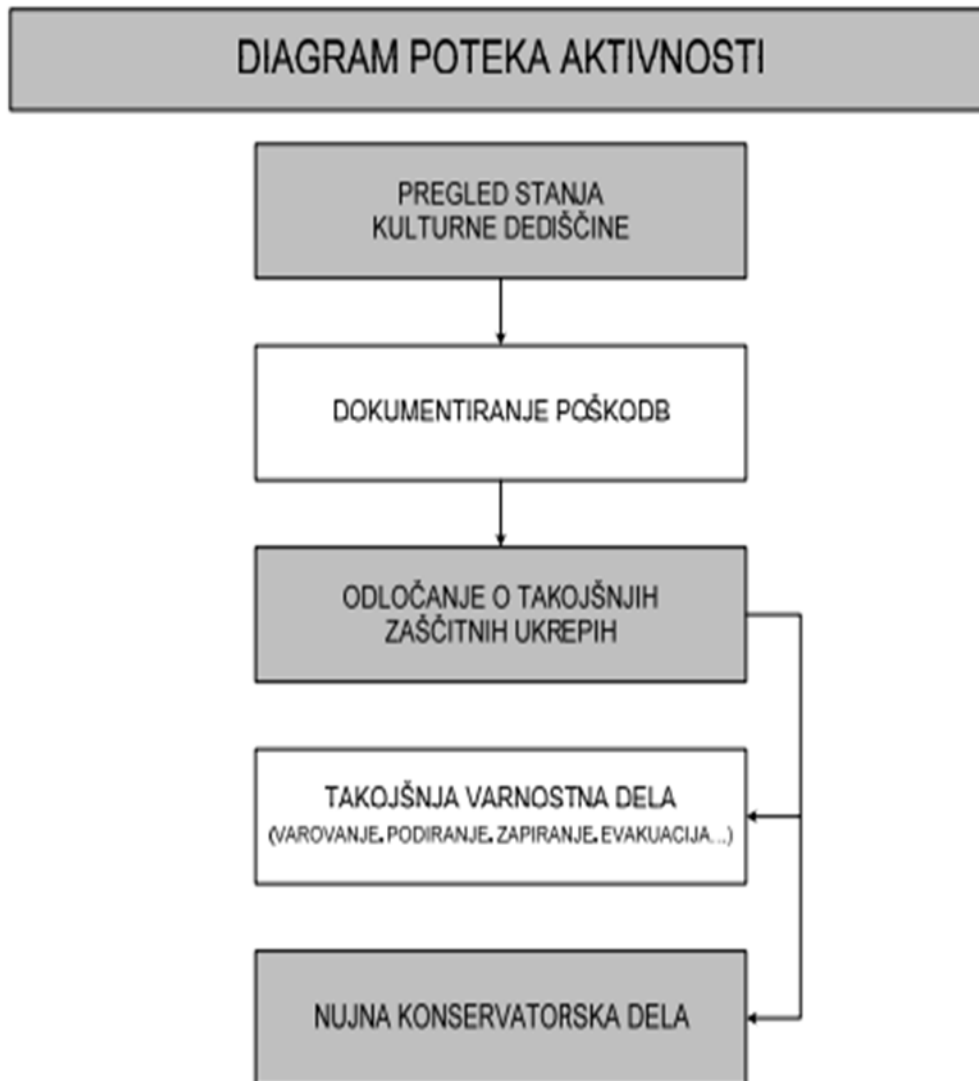 DIAGRAM POTEKA AKTIVNOSTI
PREGLED STANJA
KULTURNE DEDIŠČINE
DOKUMENTIRANJE POŠKODB
ODLOČANJE O TAKOJŠNJIH
ZAŠČITNIH UKREPIH
TAKOJŠNJA VARNOSTNA DELA
(VAROVANJE. PODIRANJE. ZAPIRANJE. EVAKUACIJA...)
NUJNA KONSERVATORSKA DELA